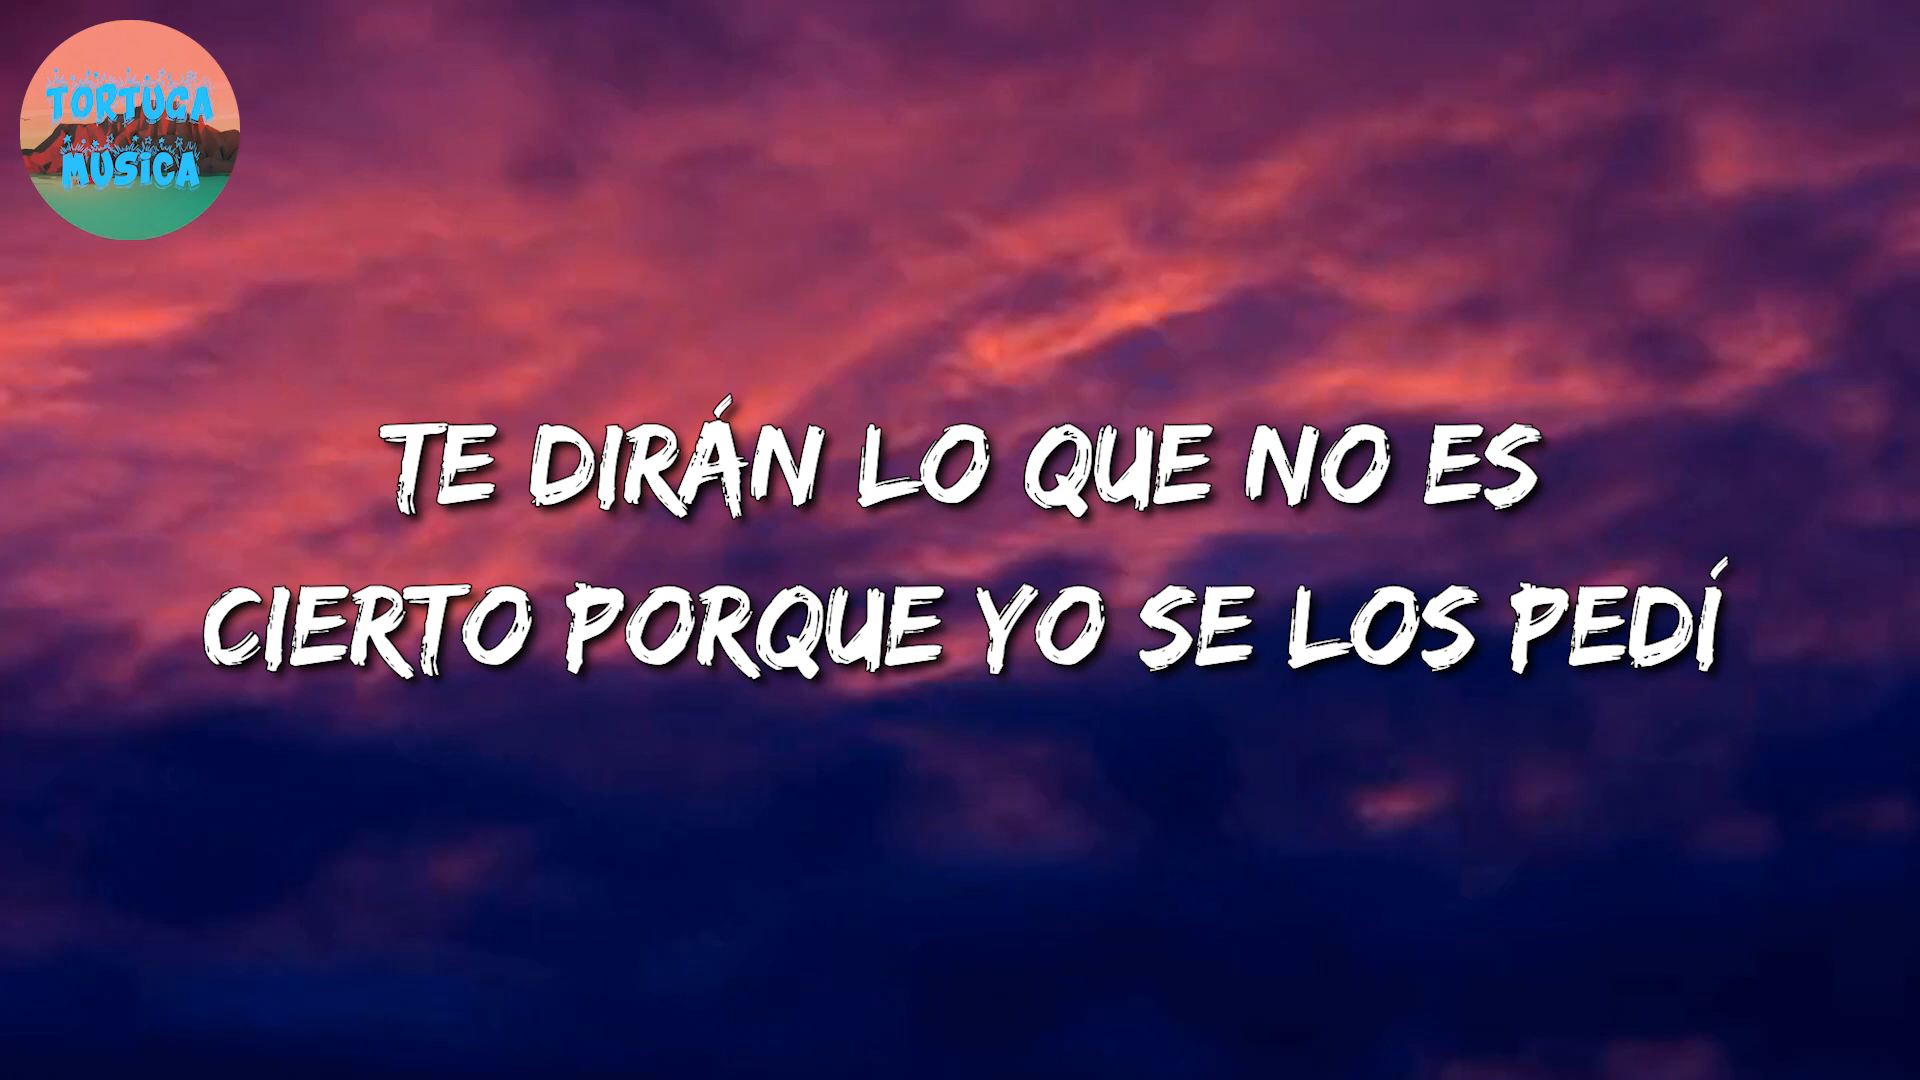 TORTUGA
MUSICA
TE DIRÁN LO QUE NO ES
CIERTO PORQUE YO SE LOS PEDÍ